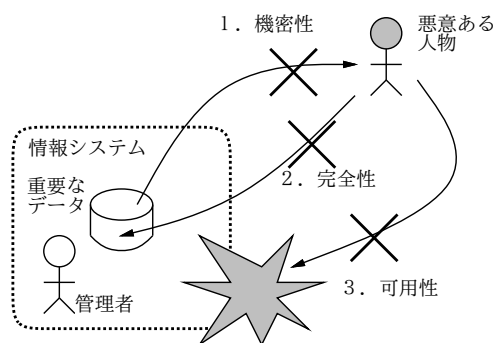 1．機密性
悪意ある
人物
情報システム
重要な
データ
2．完全性
管理者
3．可用性